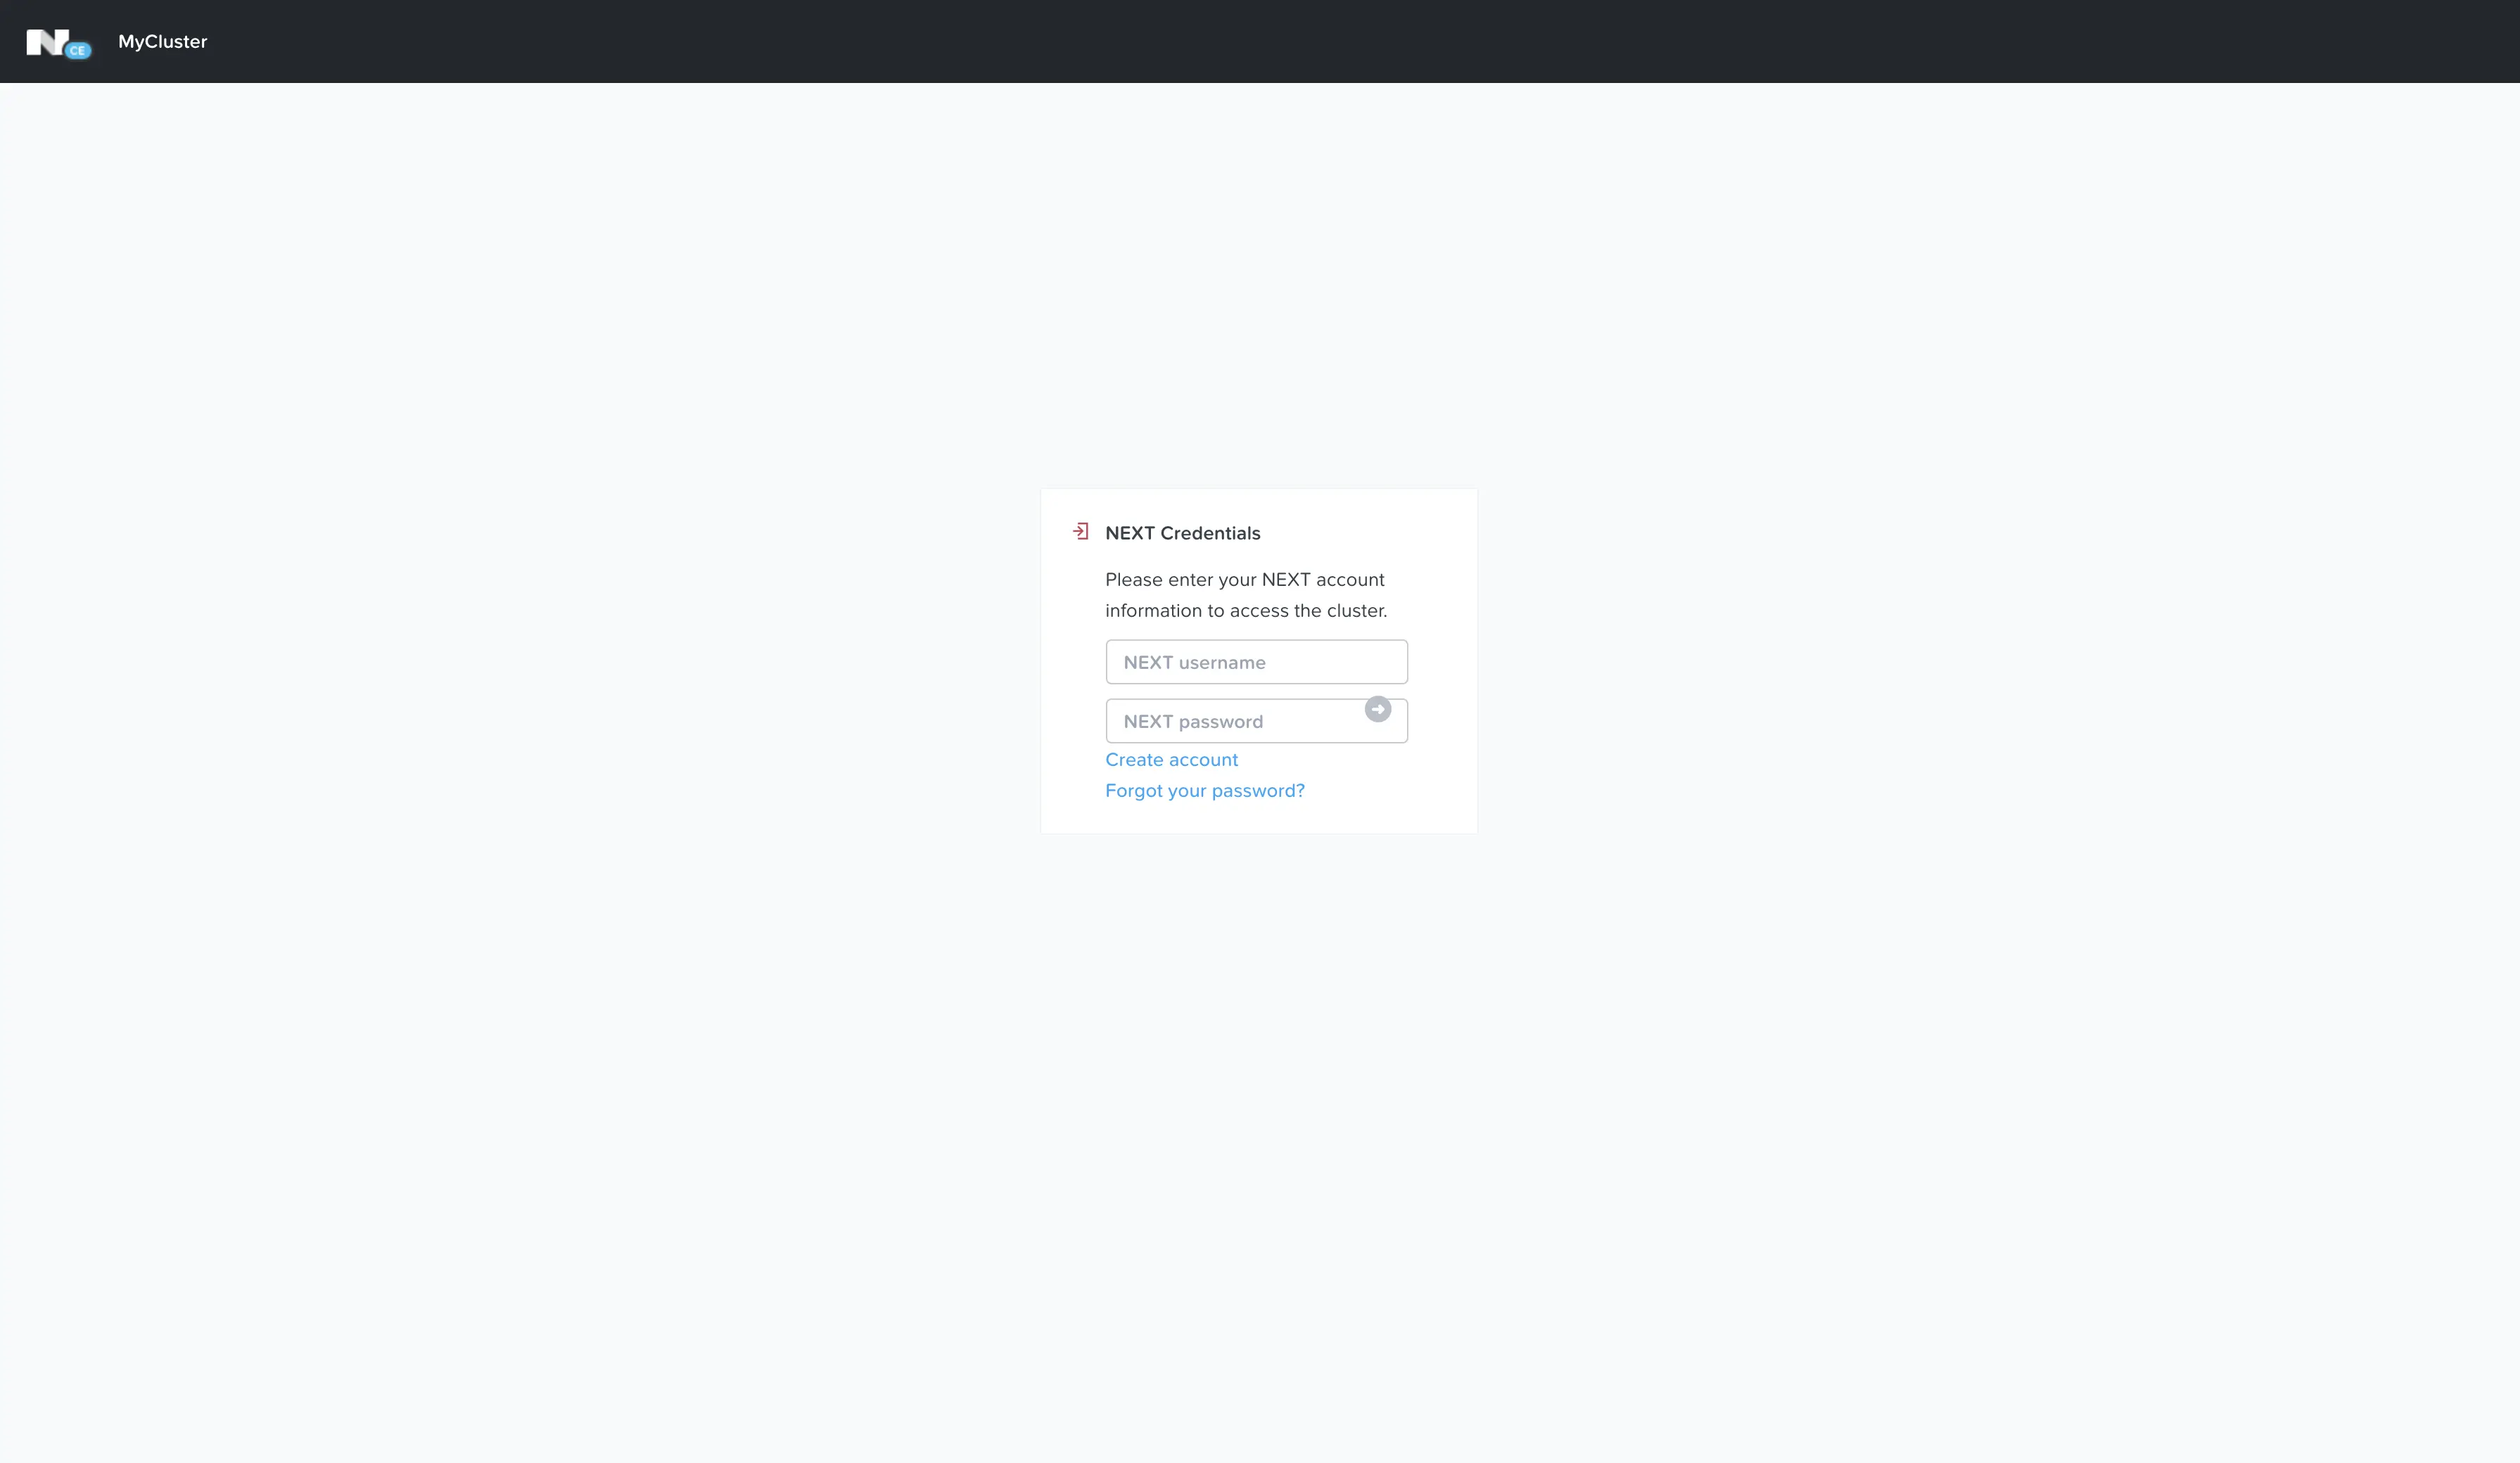 N CE MyCluster
NEXT Credentials
Please enter your NEXT account
information to access the cluster.
NEXT username
NEXT password
Create account
Forgot your password?